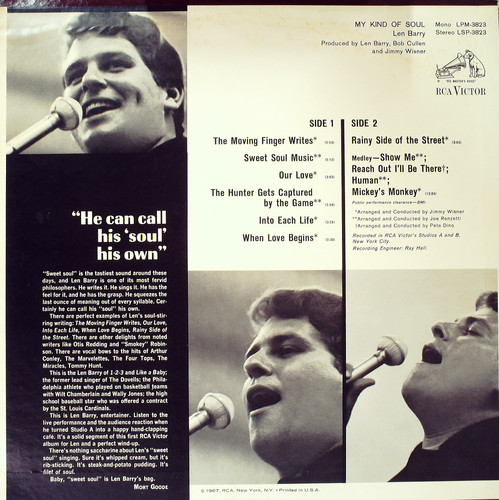 MY KIND OF SOUL
Len Barry
Mono LPM-3823
Stereo LSP-3823
Produced by Len Barry, Bob Cullen
and Jimmy Wisner
"HIS MASTER'S VOICE"
RCA VICTOR
SIDE 1
The Moving Finger Writes*
Sweet Soul Music**
Our Love*
The Hunter Gets Captured
by the Game**
Into Each Life*
When Love Begins*
SIDE 2
Rainy Side of the Street*
Medley—Show Me**;
Reach Out I'll Be There†;
Human**;
Mickey's Monkey*
Public performance clearance—BMI.
*Arranged and Conducted by Jimmy Wisner
**Arranged and Conducted by Joe Renzetti
†Arranged and Conducted by Pete Dino
Recorded in RCA Victor's Studios A and B,
New York City.
Recording Engineer: Ray Hall
"He can call
his 'soul'
his own"
"Sweet soul" is the tastiest sound around these
days, and Len Barry is one of its most fervid
philosophers. He writes it. He sings it. He has the
feel for it, and he has the grasp. He squeezes the
last ounce of meaning out of every syllable. Cer-
tainly he can call his "soul" his own.
There are perfect examples of Len's soul-stir-
ring writing: The Moving Finger Writes, Our Love,
Into Each Life, When Love Begins, Rainy Side of
the Street. There are other delights from noted
writers like Otis Redding and "Smokey" Robin-
son. There are vocal bows to the hits of Arthur
Conley, The Marvelettes, The Four Tops, The
Miracles, Tommy Hunt.
This is the Len Barry of 1-2-3 and Like a Baby;
the former lead singer of The Dovells; the Phila-
delphia athlete who played on basketball teams
with Wilt Chamberlain and Wally Jones; the high
school baseball star who was offered a contract
by the St. Louis Cardinals.
This is Len Barry, entertainer. Listen to the
live performance and the audience reaction when
he turned Studio A into a happy hand-clapping
café. It's a solid segment of this first RCA Victor
album for Len and a perfect wind-up.
There's nothing saccharine about Len's "sweet
soul" singing. Sure it's whipped cream, but it's
rib-sticking. It's steak-and-potato pudding. It's
filet of soul.
Baby, "sweet soul" is Len Barry's bag.
MORT GOODE
© 1967, RCA, New York, N.Y. • Printed in U.S.A.